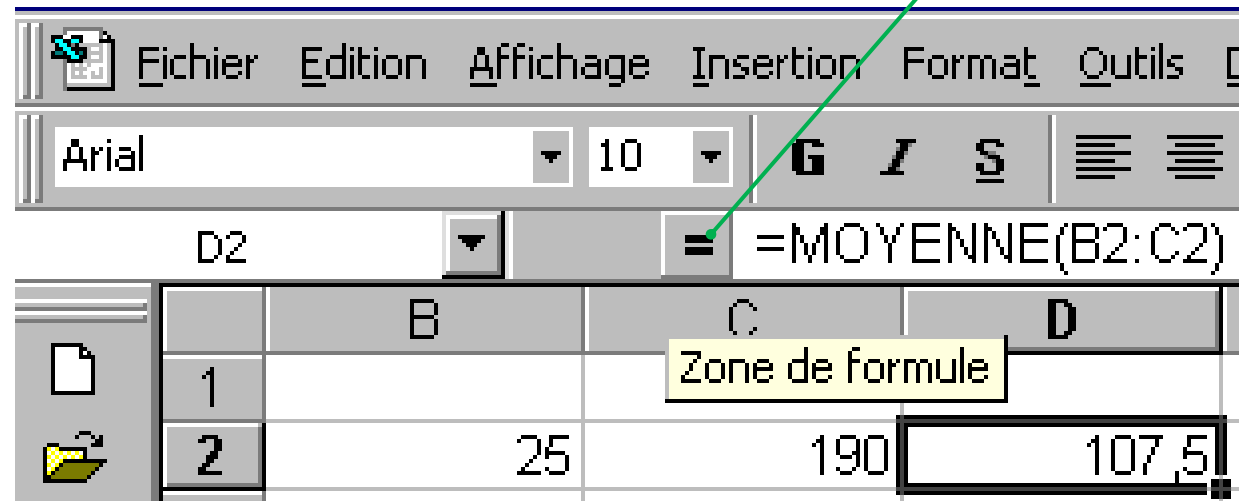 Fichier Edition Affichage Insertion Format Outils
Arial 10 G I S
D2 = =MOYENNE(B2:C2)
B C D
Zone de formule
1
2 25 190 107,5